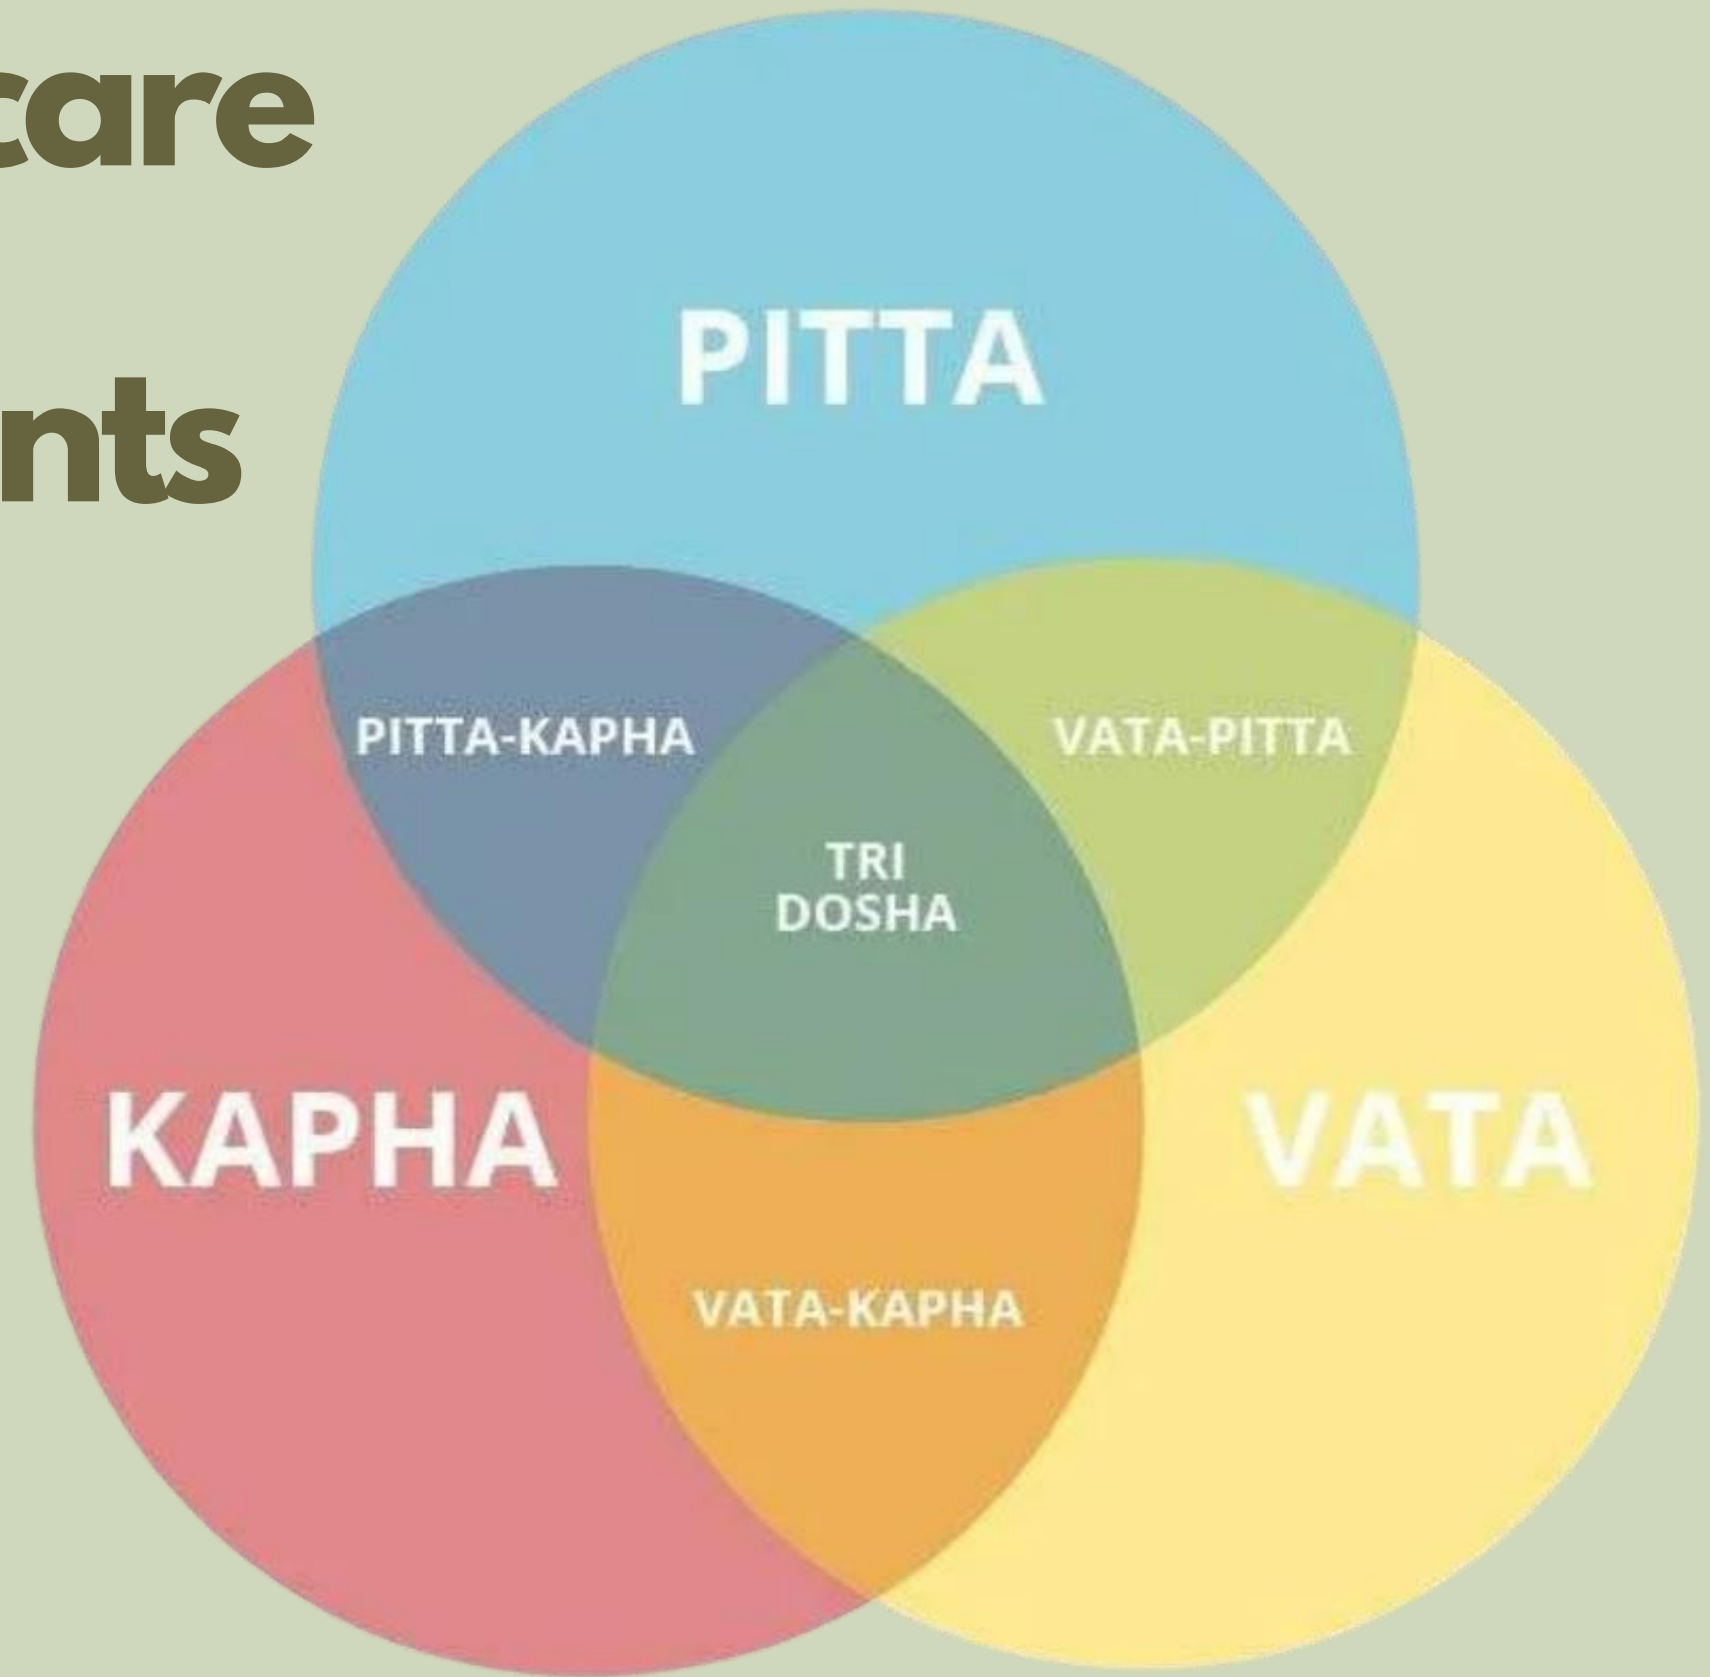 care
nts
PITTA
PITTA-KAPHA
VATA-PITTA
TRI
DOSHA
KAPHA
VATA
VATA-KAPHA